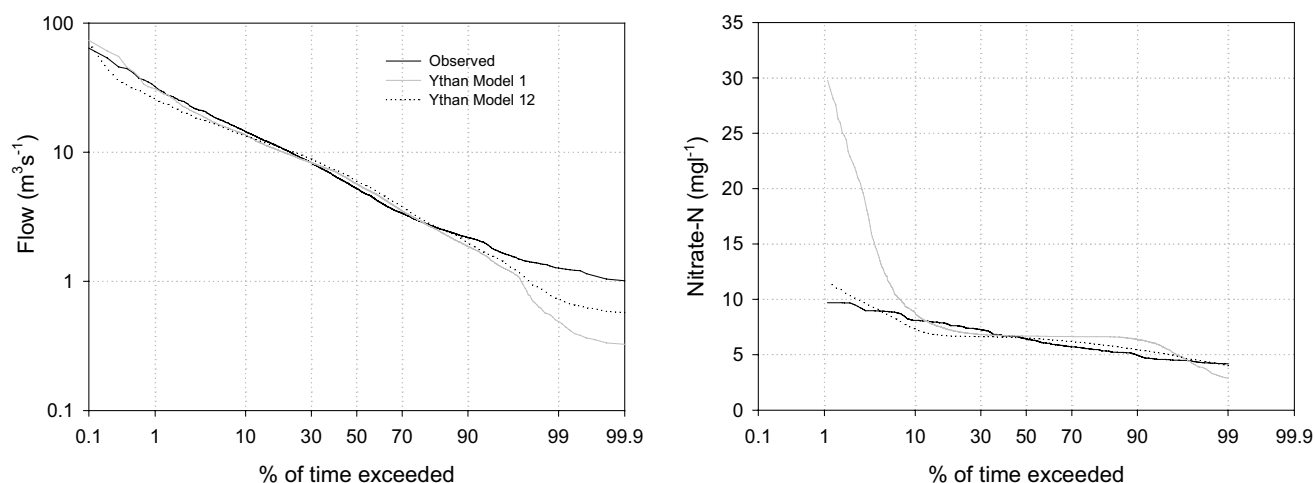 100
10
1
0.1
Flow (m³s⁻¹)
Observed
Ythan Model 1
Ythan Model 12
0.1 1 10 30 50 70 90 99 99.9
% of time exceeded
35
30
25
20
15
10
5
0
Nitrate-N (mgl⁻¹)
0.1 1 10 30 50 70 90 99 99.9
% of time exceeded